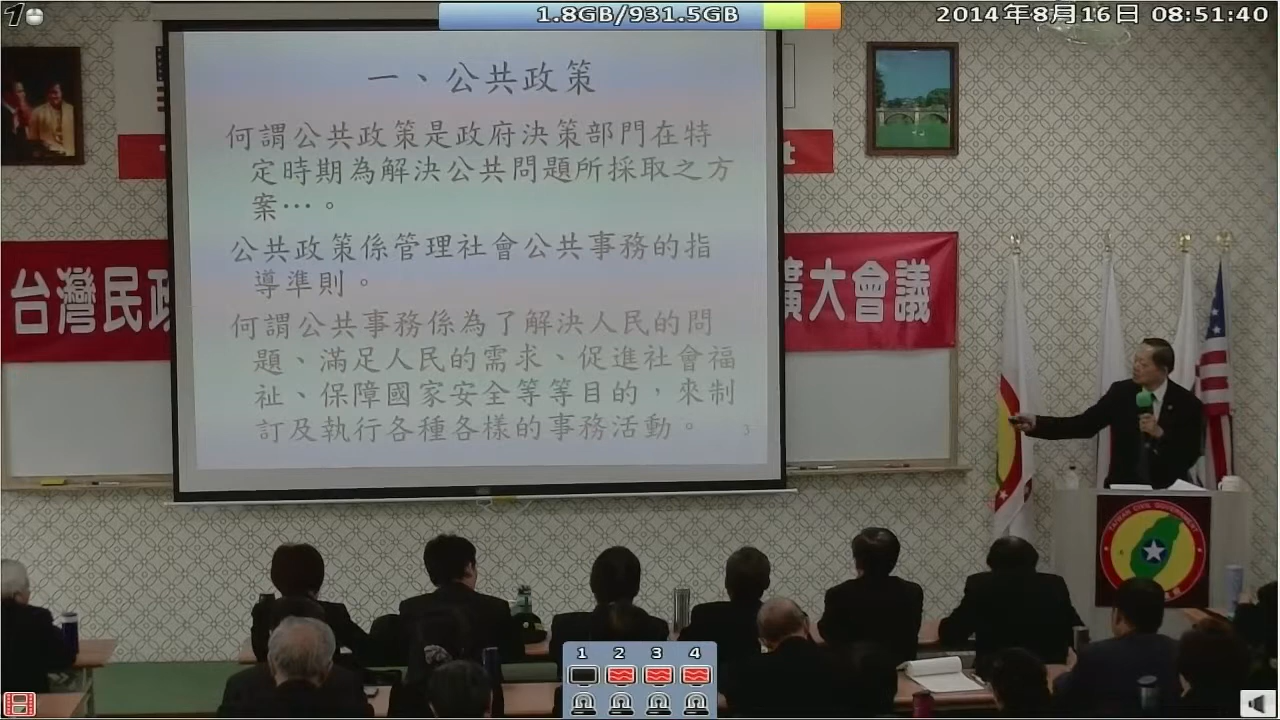 1
1.8GB/931.5GB
2014年8月16日 08:51:40
一、公共政策
何謂公共政策是政府決策部門在特
定時期為解決公共問題所採取之方
案…。
公共政策係管理社會公共事務的指
導準則。
何謂公共事務係為了解決人民的問
題、滿足人民的需求、促進社會福
祉、保障國家安全等等目的，來制
訂及執行各種各樣的事務活動。
3
t
台灣民政
擴大會議
TAIWAN CIVIL GOVERNMENT
1 2 3 4